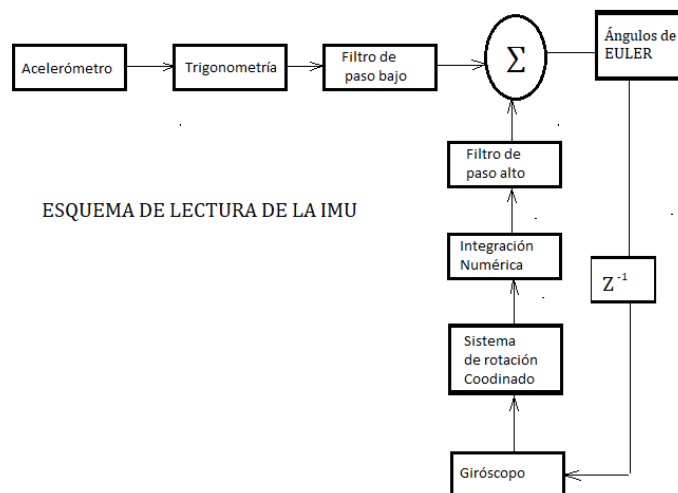 Acelerómetro
Trigonometría
Filtro de
paso bajo
Σ
Ángulos de
EULER
Filtro de
paso alto
ESQUEMA DE LECTURA DE LA IMU
Integración
Numérica
Z⁻¹
Sistema
de rotación
Coodinado
Giróscopo